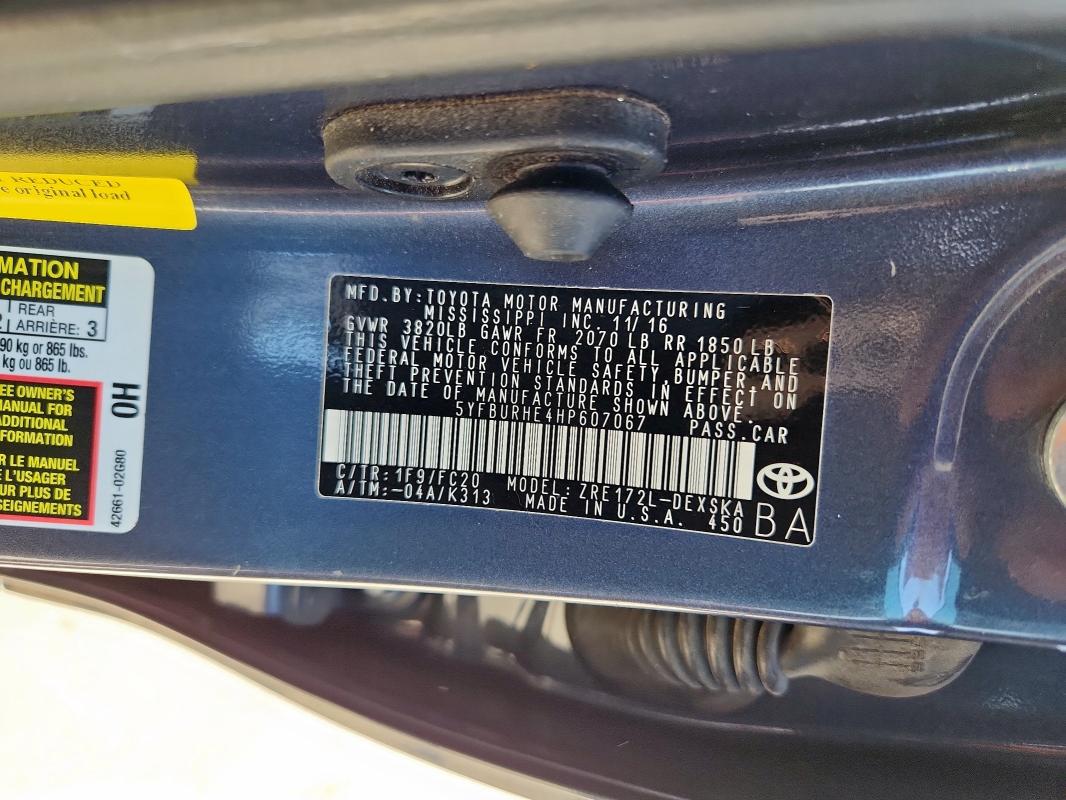 REDUCED
original load
MATION
CHARGEMENT
REAR
ARRIÈRE: 3
90 kg or 865 lbs.
kg ou 865 lb.
EE OWNER'S
MANUAL FOR
ADDITIONAL
FORMATION
R LE MANUEL
E L'USAGER
UR PLUS DE
SEIGNEMENTS
0H
42661-02G80
MFD.BY:TOYOTA MOTOR MANUFACTURING
MISSISSIPPI, INC. 11/16
GVWR 3820LB GAWR FR 2070 LB RR 1850 LB
THIS VEHICLE CONFORMS TO ALL APPLICABLE
FEDERAL MOTOR VEHICLE SAFETY,BUMPER,AND
THEFT PREVENTION STANDARDS IN EFFECT ON
THE DATE OF MANUFACTURE SHOWN ABOVE.
5YFBURHE4HP607067 PASS.CAR
C/TR:1F9/FC20 MODEL:ZRE172L-DEXSKA
A/TM:-04A/K313 MADE IN U.S.A. 450
BA